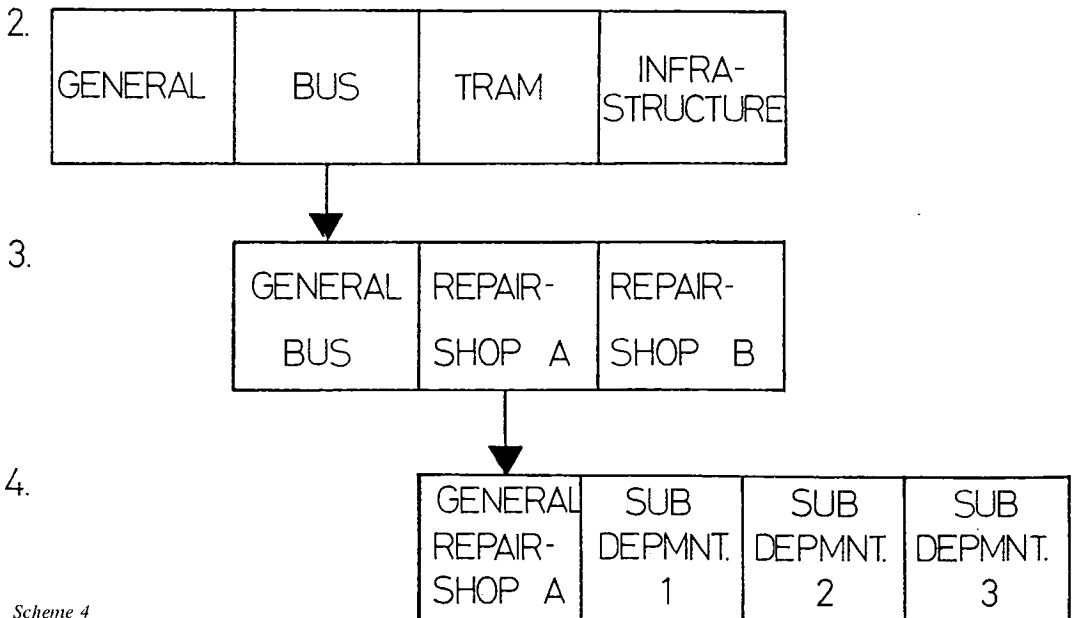 2.
GENERAL BUS TRAM INFRA-
STRUCTURE
3.
GENERAL
BUS
REPAIR-
SHOP A
REPAIR-
SHOP B
4.
GENERAL
REPAIR-
SHOP A
SUB
DEPMNT.
1
SUB
DEPMNT.
2
SUB
DEPMNT.
3
Scheme 4